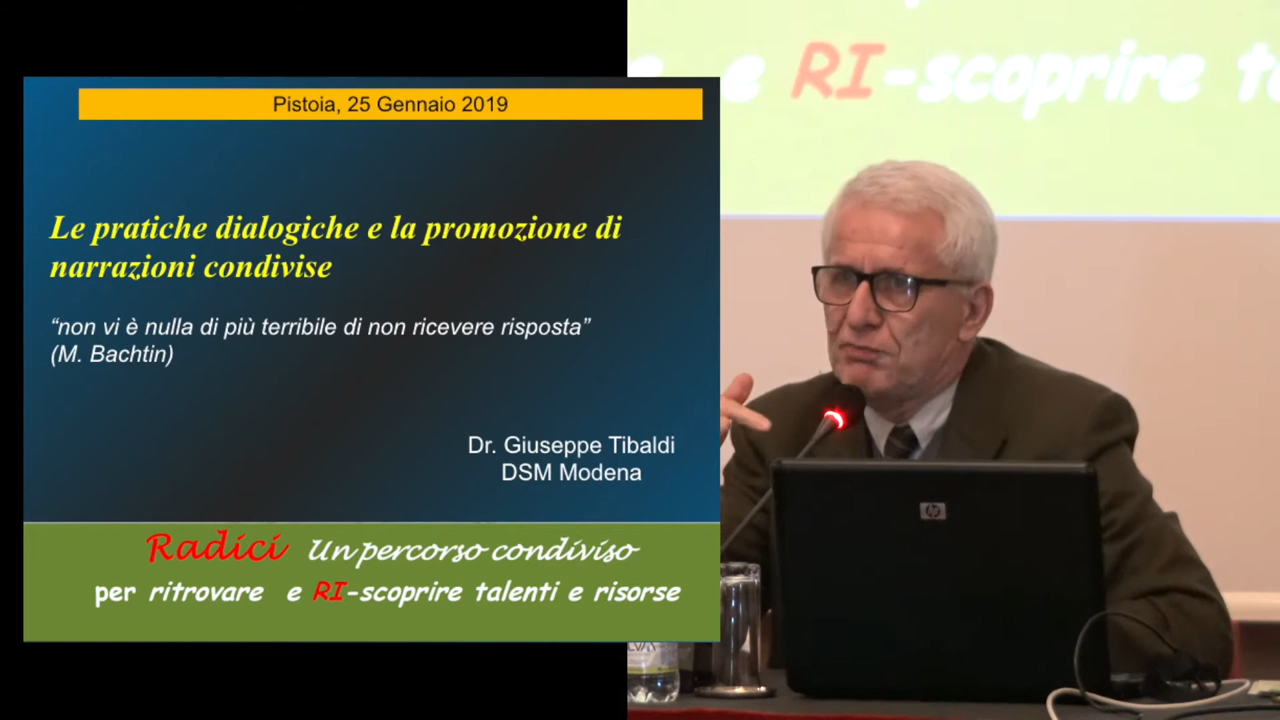 Pistoia, 25 Gennaio 2019
Le pratiche dialogiche e la promozione di
narrazioni condivise
“non vi è nulla di più terribile di non ricevere risposta”
(M. Bachtin)
Dr. Giuseppe Tibaldi
DSM Modena
Radici Un percorso condiviso
per ritrovare e RI-scoprire talenti e risorse
e RI-scoprire
hp